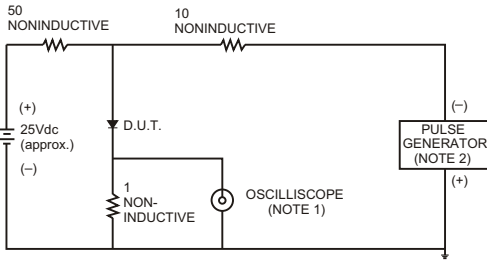 50
NONINDUCTIVE
10
NONINDUCTIVE
(+)
25Vdc
(approx.)
(–)
D.U.T.
1
NON-
INDUCTIVE
OSCILLISCOPE
(NOTE 1)
(–)
PULSE
GENERATOR
(NOTE 2)
(+)